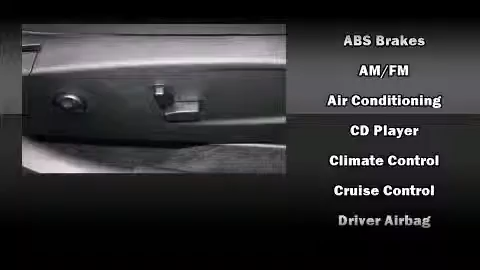 ABS Brakes
AM/FM
Air Conditioning
CD Player
Climate Control
Cruise Control
Driver Airbag